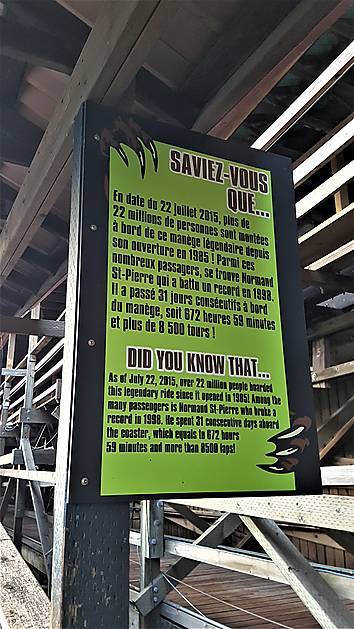 SAVIEZ-VOUS
QUE...
En date du 22 juillet 2015, plus de
22 millions de personnes sont montées
à bord de ce manège légendaire depuis
son ouverture en 1985 ! Parmi ces
nombreux passagers, se trouve Normand
St-Pierre qui a battu un record en 1998.
Il a passé 31 jours consécutifs à bord
du manège, soit 672 heures 59 minutes
et plus de 8 500 tours !
DID YOU KNOW THAT...
As of July 22, 2015, over 22 million people boarded
this legendary ride since it opened in 1985! Among the
many passengers is Normand St-Pierre who broke a
record in 1998. He spent 31 consecutive days aboard
the coaster, which equals to 672 hours
59 minutes and more than 8500 laps!